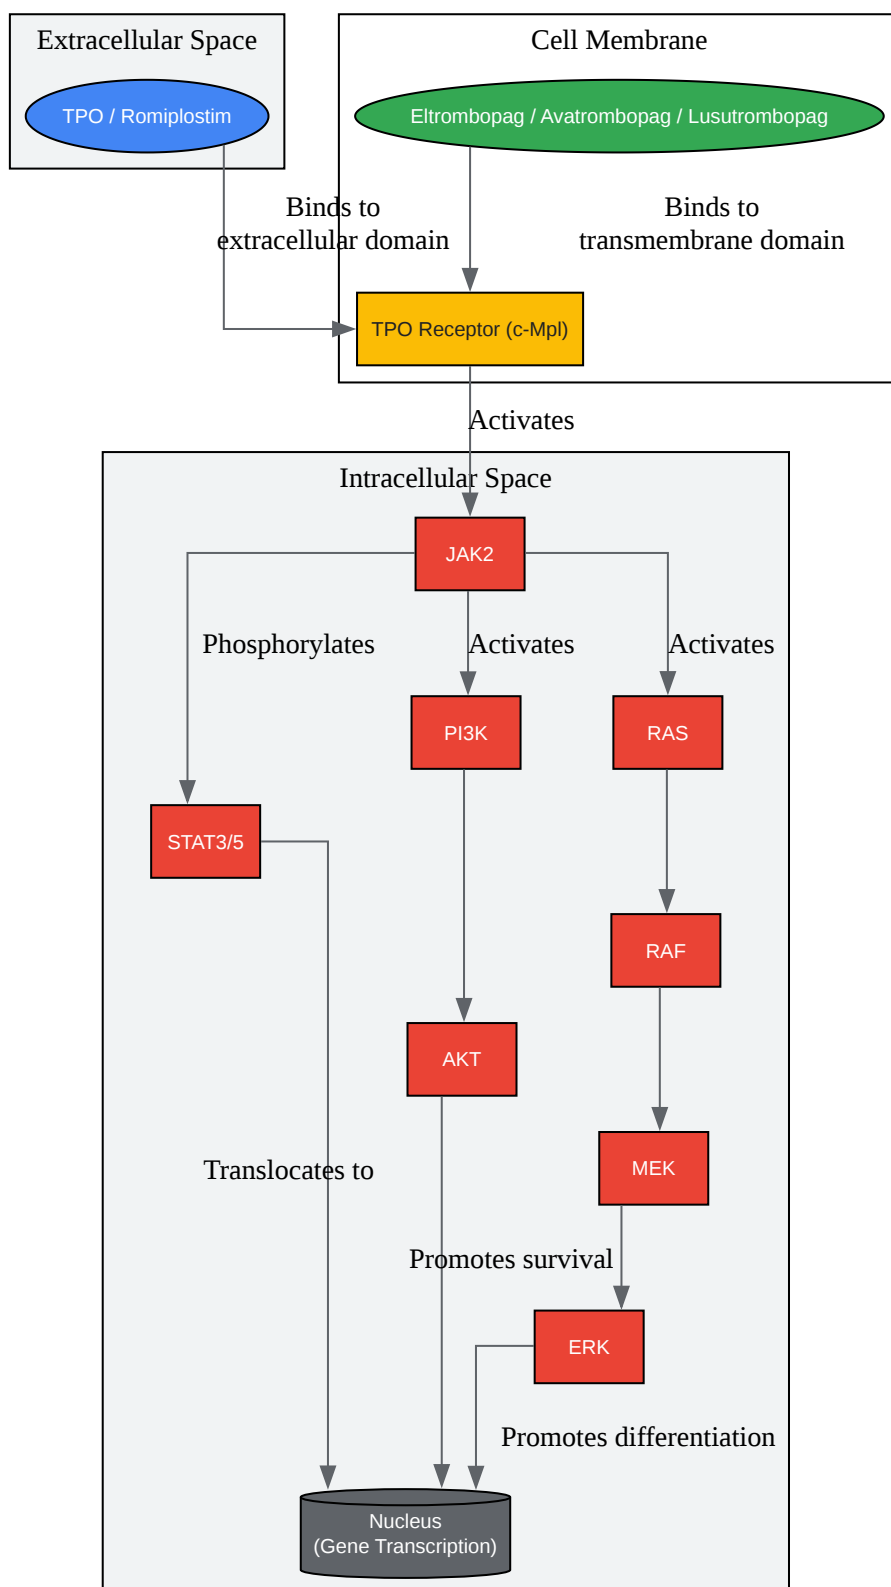 Extracellular Space
Cell Membrane
TPO / Romiplostim
Eltrombopag / Avatrombopag / Lusutrombopag
Binds to
extracellular domain
Binds to
transmembrane domain
TPO Receptor (c-Mpl)
Activates
Intracellular Space
JAK2
Phosphorylates
Activates
Activates
PI3K
RAS
STAT3/5
RAF
AKT
MEK
Translocates to
Promotes survival
ERK
Promotes differentiation
Nucleus
(Gene Transcription)